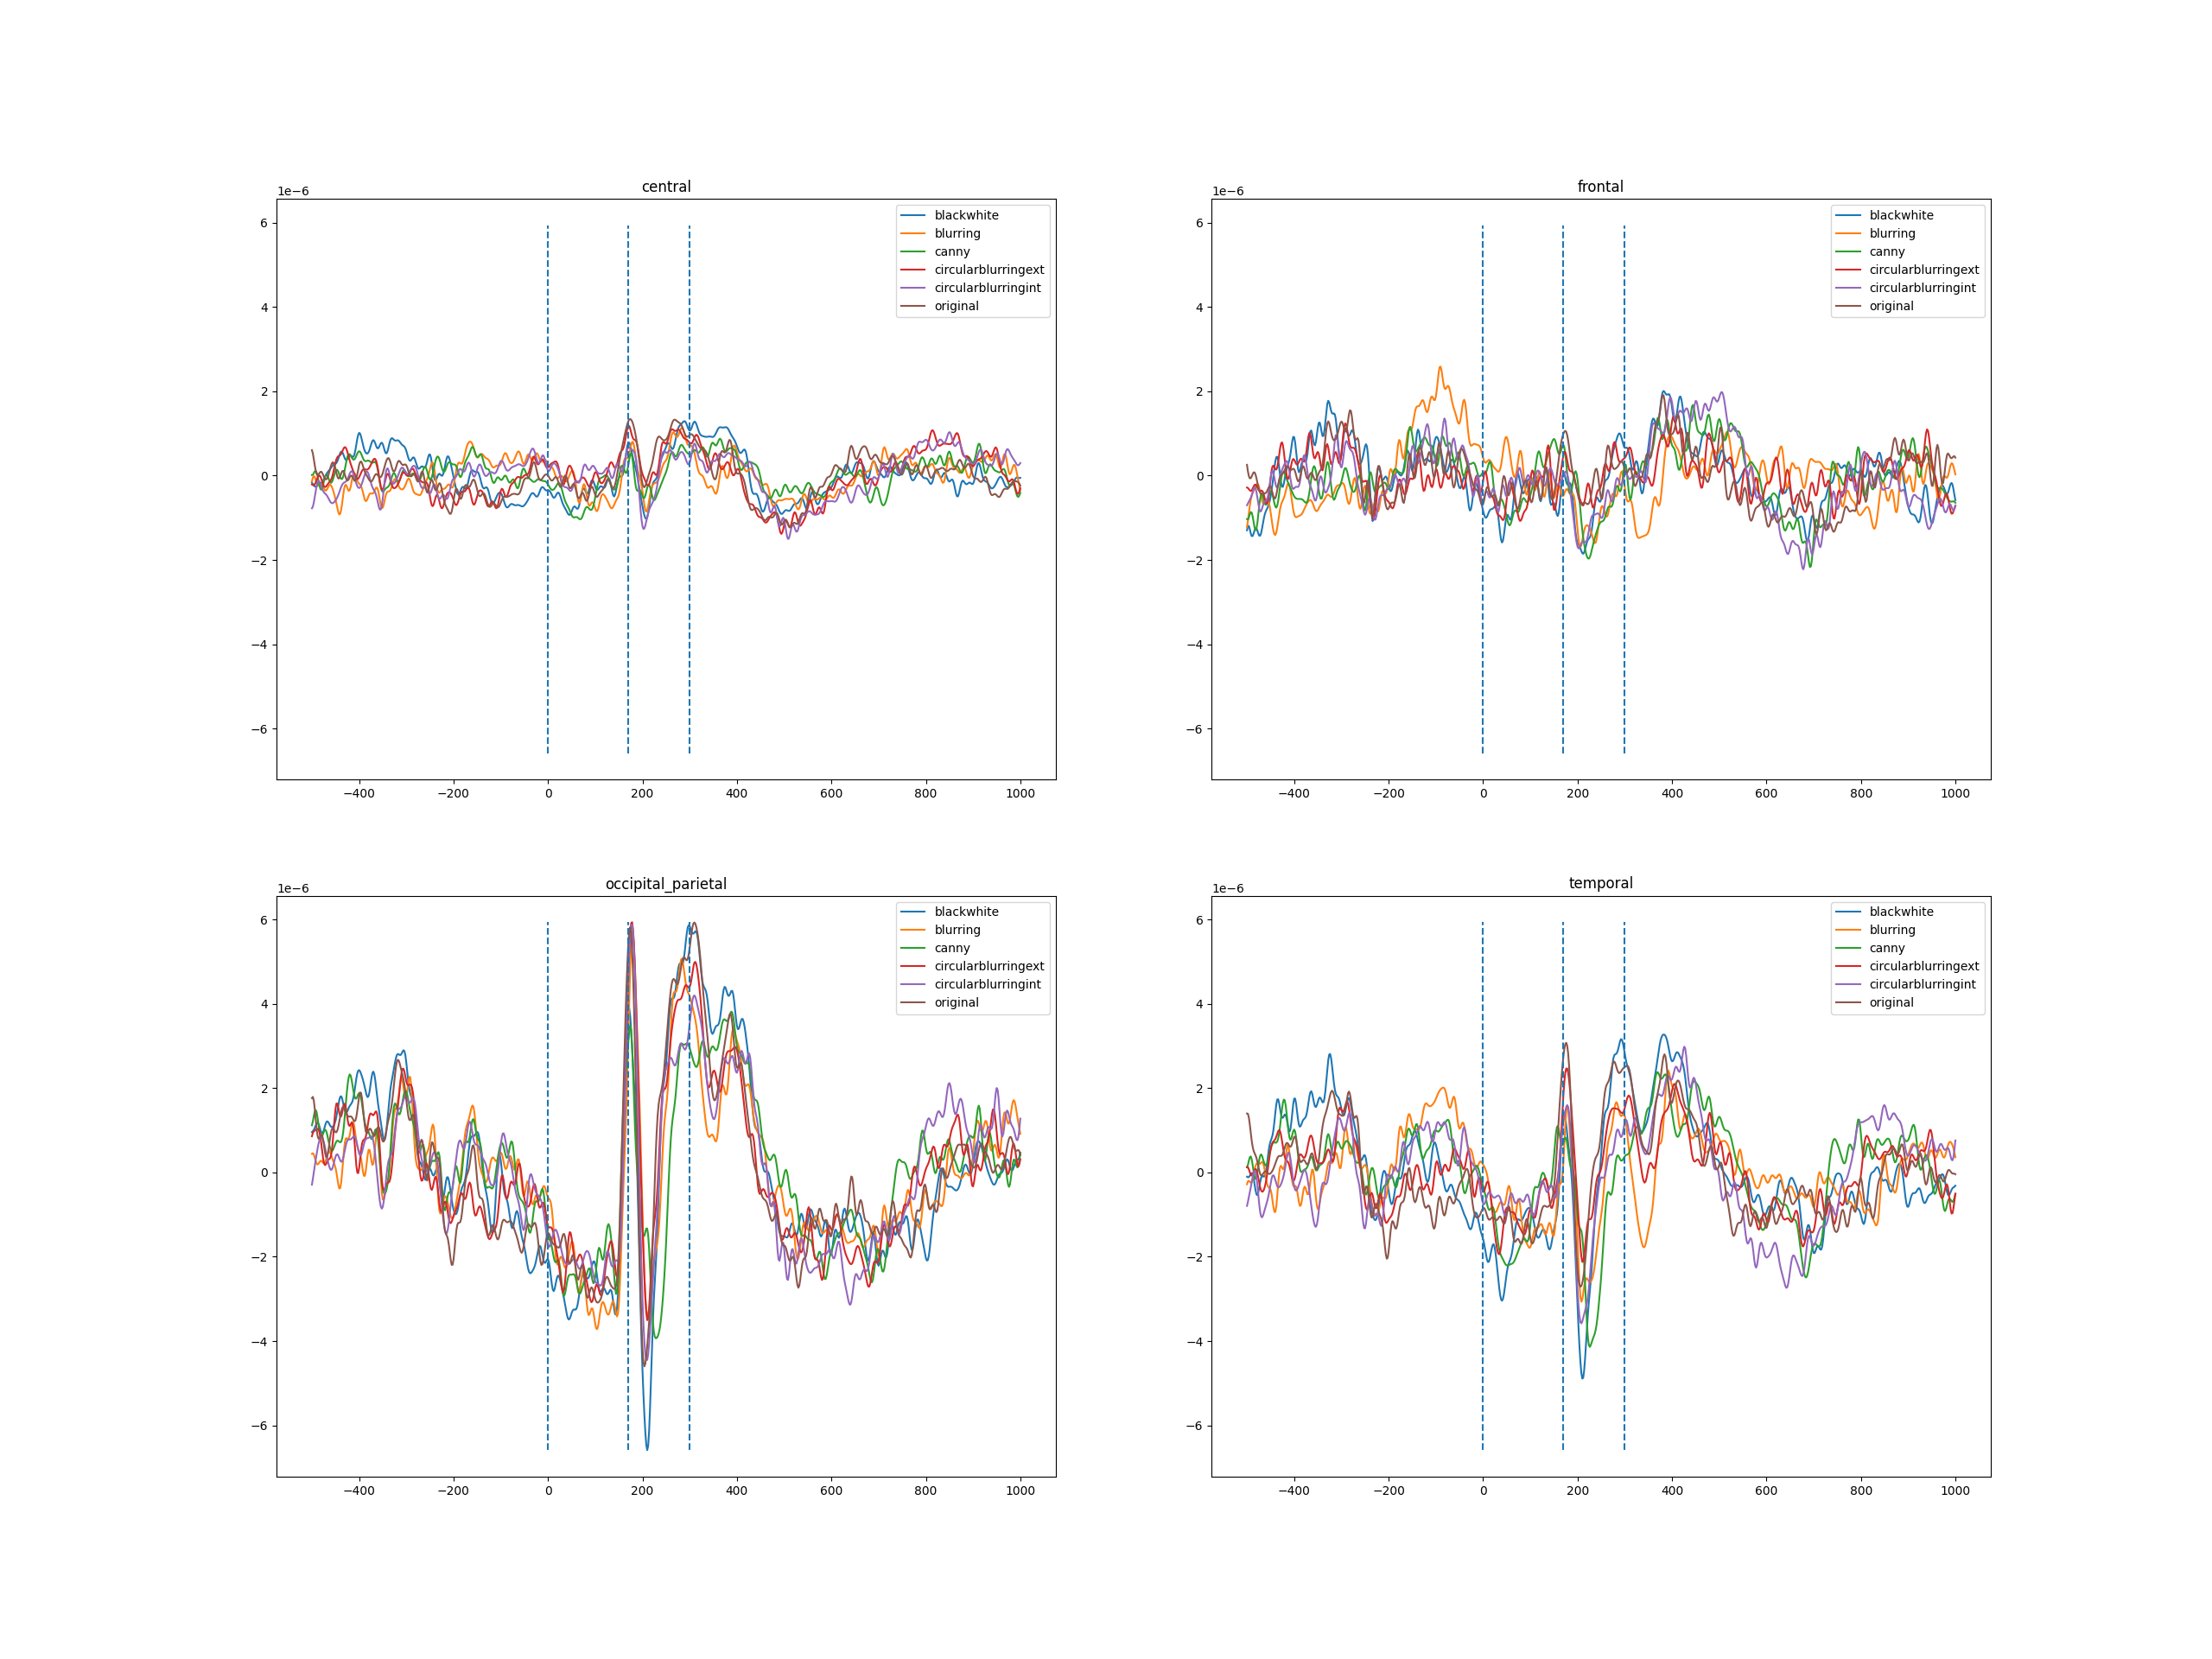 central
1e−6
6
4
2
0
−2
−4
−6
−400 −200 0 200 400 600 800 1000
blackwhite
blurring
canny
circularblurringext
circularblurringint
original
frontal
1e−6
6
4
2
0
−2
−4
−6
−400 −200 0 200 400 600 800 1000
blackwhite
blurring
canny
circularblurringext
circularblurringint
original
occipital_parietal
1e−6
6
4
2
0
−2
−4
−6
−400 −200 0 200 400 600 800 1000
blackwhite
blurring
canny
circularblurringext
circularblurringint
original
temporal
1e−6
6
4
2
0
−2
−4
−6
−400 −200 0 200 400 600 800 1000
blackwhite
blurring
canny
circularblurringext
circularblurringint
original